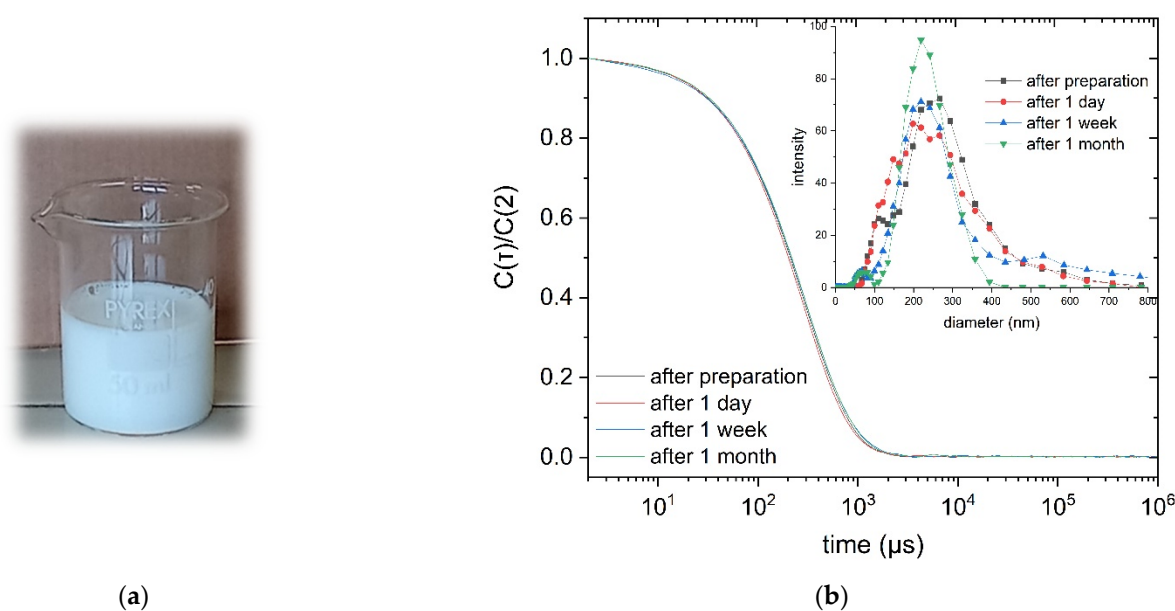 PYREX
50 ml
C(τ)/C(2)
1.0
0.8
0.6
0.4
0.2
0.0
10¹
10²
10³
10⁴
10⁵
10⁶
time (µs)
after preparation
after 1 day
after 1 week
after 1 month
intensity
100
80
60
40
20
0
0
100
200
300
400
500
600
700
800
diameter (nm)
after preparation
after 1 day
after 1 week
after 1 month
(a)
(b)